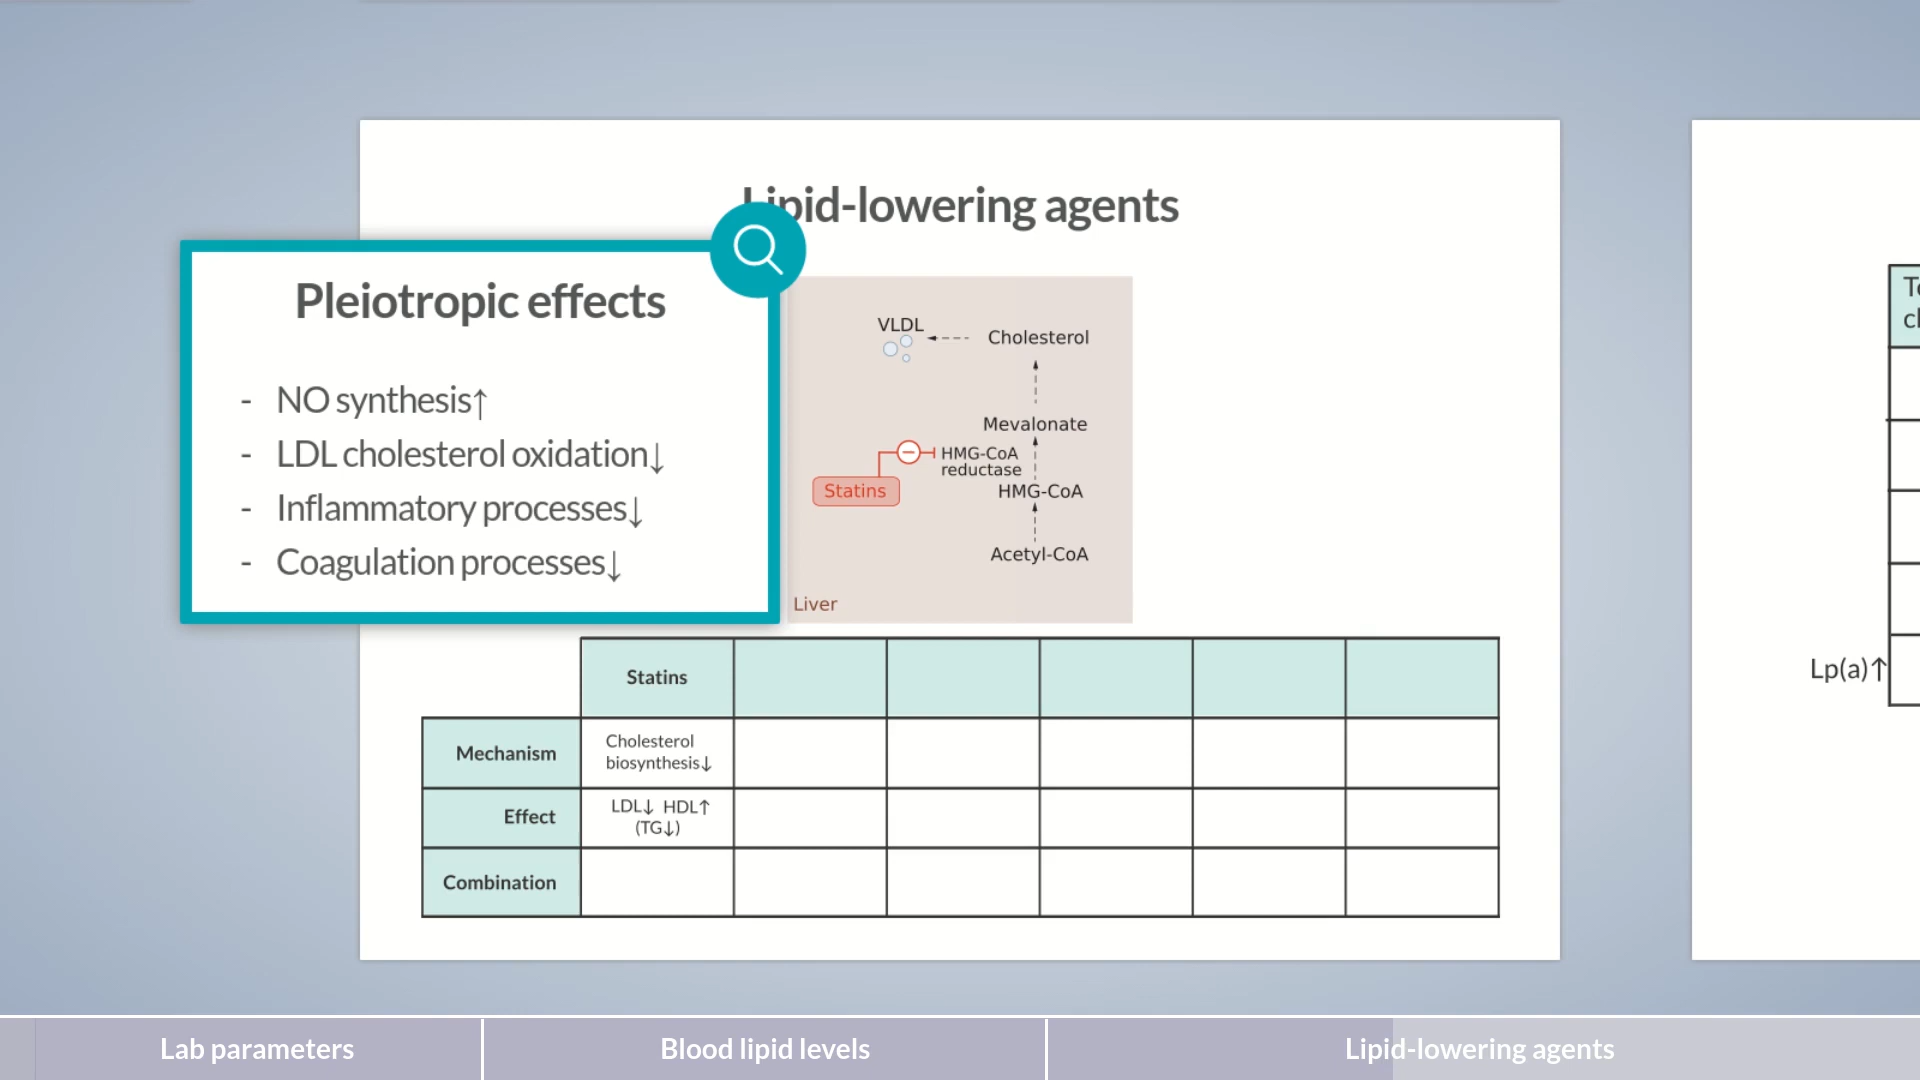 Lipid-lowering agents
Pleiotropic effects
- NO synthesis↑
- LDL cholesterol oxidation↓
- Inflammatory processes↓
- Coagulation processes↓
VLDL
Cholesterol
Mevalonate
HMG-CoA
reductase
Statins
HMG-CoA
Acetyl-CoA
Liver
Statins
Mechanism
Cholesterol
biosynthesis↓
Effect
LDL↓ HDL↑
(TG↓)
Combination
Lp(a)↑
Lab parameters
Blood lipid levels
Lipid-lowering agents